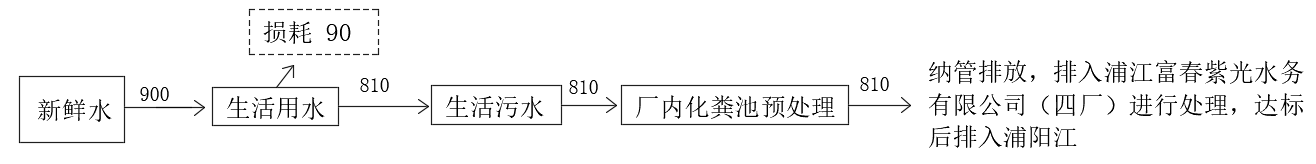 损耗 90
新鲜水
900
生活用水
810
生活污水
810
厂内化粪池预处理
810
纳管排放，排入浦江富春紫光水务
有限公司（四厂）进行处理，达标
后排入浦阳江